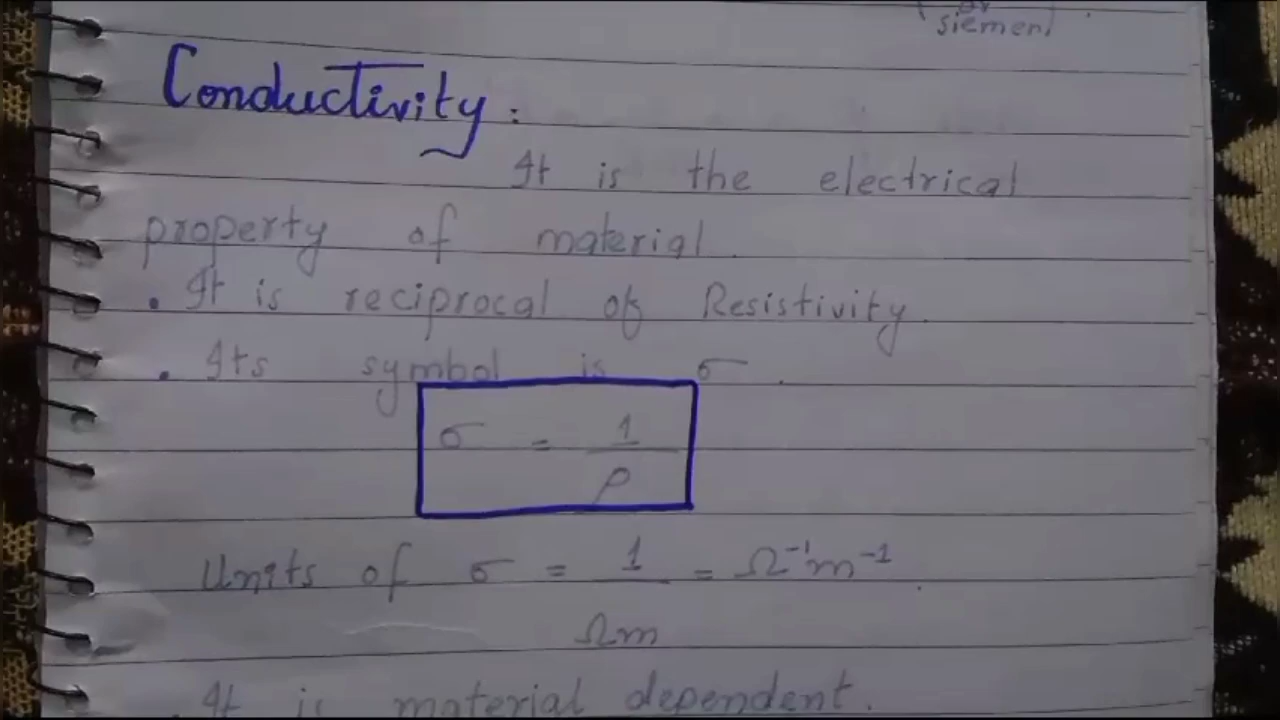 siemen
Conductivity:
It is the electrical
property of material.
. It is reciprocal of Resistivity.
. Its symbol is σ .
σ = 1/ρ
Units of σ = 1/Ωm = Ω⁻¹m⁻¹ .
. It is material dependent.